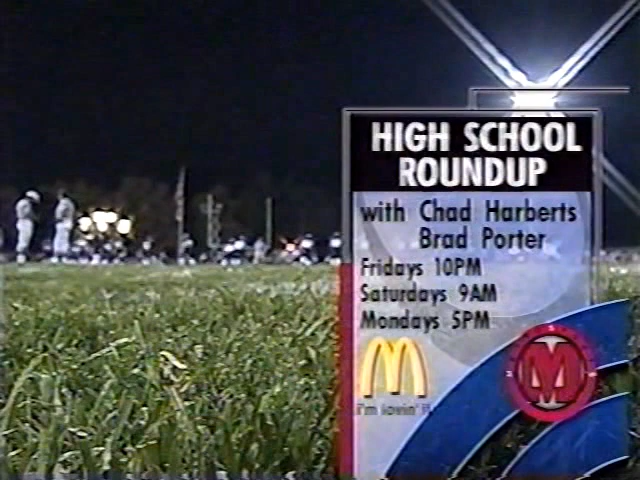 HIGH SCHOOL
ROUNDUP
with Chad Harberts
Brad Porter
Fridays 10PM
Saturdays 9AM
Mondays 5PM
i'm lovin' it
M